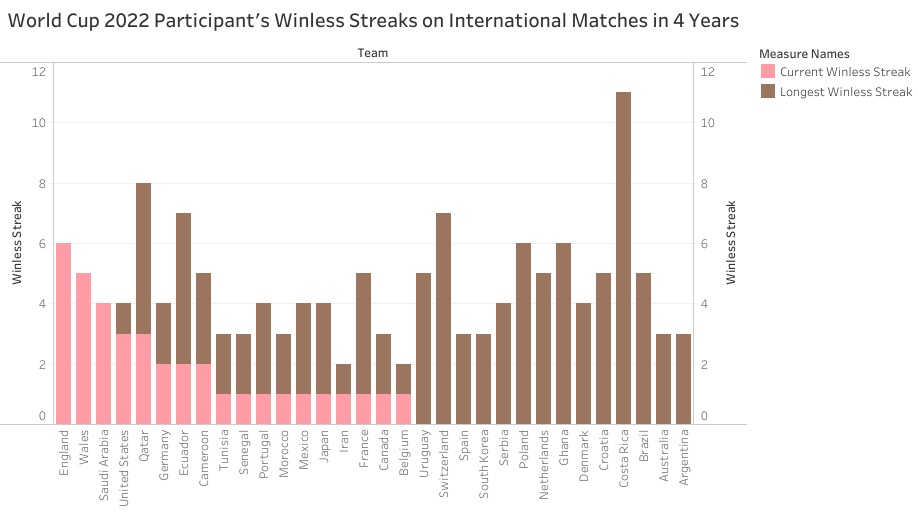 World Cup 2022 Participant's Winless Streaks on International Matches in 4 Years
Team
Measure Names
Current Winless Streak
Longest Winless Streak
Winless Streak
12
10
8
6
4
2
0
12
10
8
6
4
2
0
Winless Streak
England
Wales
Saudi Arabia
United States
Qatar
Germany
Ecuador
Cameroon
Tunisia
Senegal
Portugal
Morocco
Mexico
Japan
Iran
France
Canada
Belgium
Uruguay
Switzerland
Spain
South Korea
Serbia
Poland
Netherlands
Ghana
Denmark
Croatia
Costa Rica
Brazil
Australia
Argentina